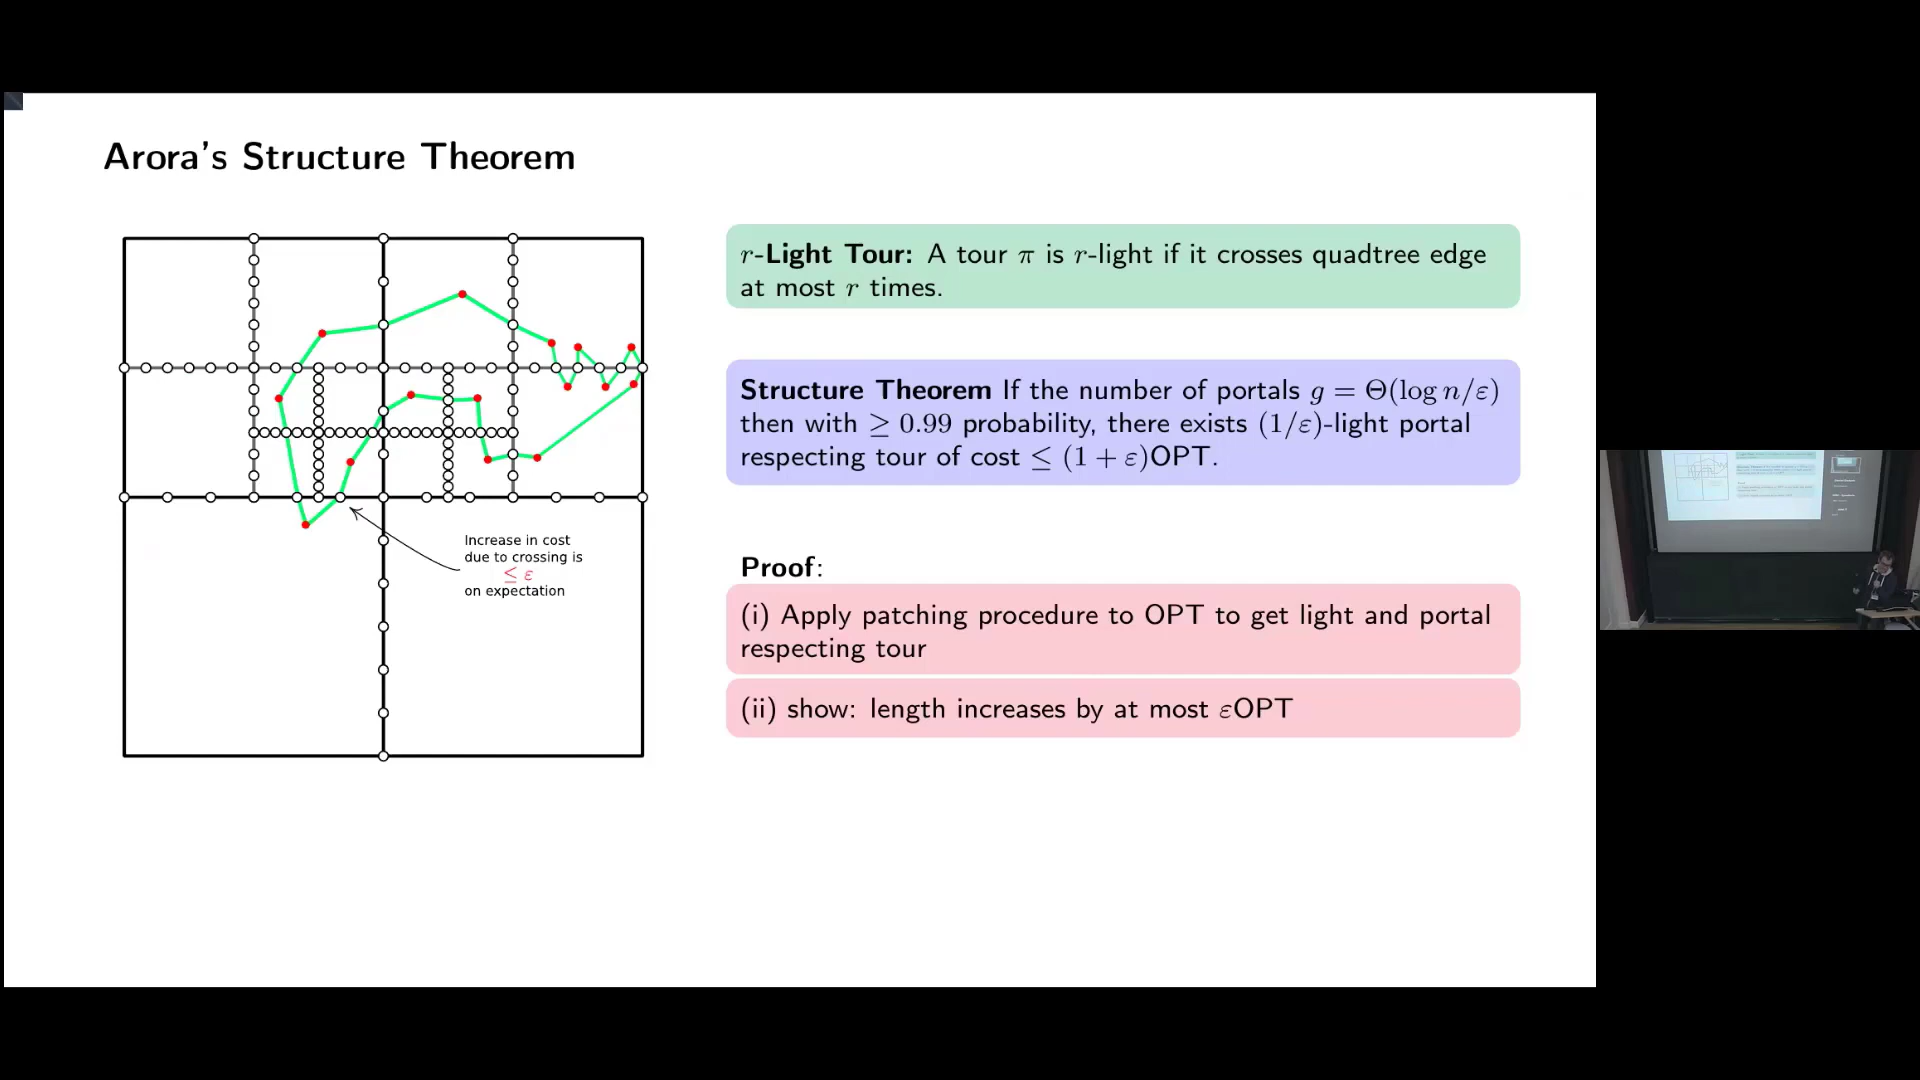 Arora's Structure Theorem
r-Light Tour: A tour π is r-light if it crosses quadtree edge
at most r times.
Structure Theorem If the number of portals g = Θ(log n/ε)
then with ≥ 0.99 probability, there exists (1/ε)-light portal
respecting tour of cost ≤ (1 + ε)OPT.
Increase in cost
due to crossing is
≤ ε
on expectation
Proof:
(i) Apply patching procedure to OPT to get light and portal
respecting tour
(ii) show: length increases by at most εOPT